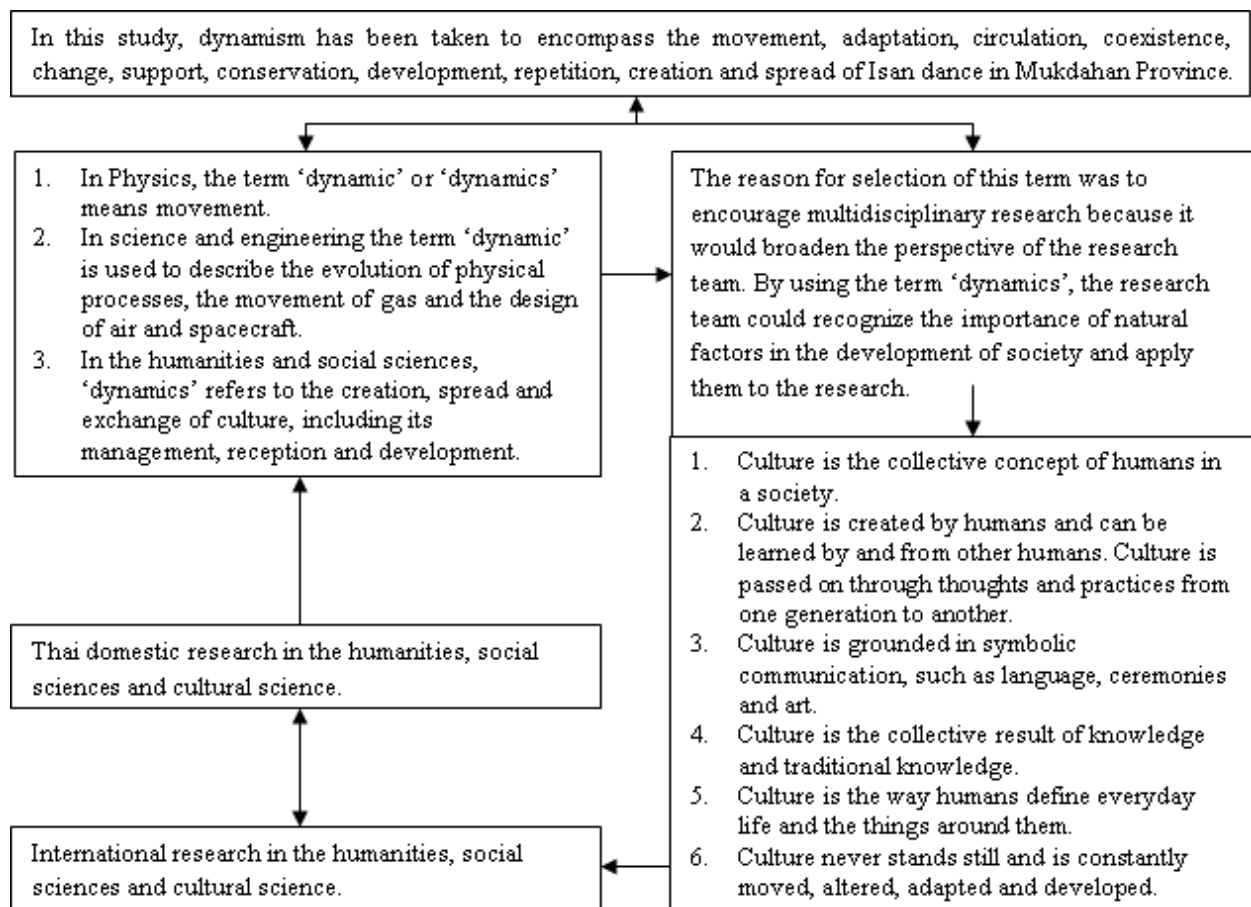 In this study, dynamism has been taken to encompass the movement, adaptation, circulation, coexistence,
change, support, conservation, development, repetition, creation and spread of Isan dance in Mukdahan Province.
1. In Physics, the term ‘dynamic’ or ‘dynamics’
means movement.
2. In science and engineering the term ‘dynamic’
is used to describe the evolution of physical
processes, the movement of gas and the design
of air and spacecraft.
3. In the humanities and social sciences,
‘dynamics’ refers to the creation, spread and
exchange of culture, including its
management, reception and development.
The reason for selection of this term was to
encourage multidisciplinary research because it
would broaden the perspective of the research
team. By using the term ‘dynamics’, the research
team could recognize the importance of natural
factors in the development of society and apply
them to the research.
1. Culture is the collective concept of humans in
a society.
2. Culture is created by humans and can be
learned by and from other humans. Culture is
passed on through thoughts and practices from
one generation to another.
3. Culture is grounded in symbolic
communication, such as language, ceremonies
and art.
4. Culture is the collective result of knowledge
and traditional knowledge.
5. Culture is the way humans define everyday
life and the things around them.
6. Culture never stands still and is constantly
moved, altered, adapted and developed.
Thai domestic research in the humanities, social
sciences and cultural science.
International research in the humanities, social
sciences and cultural science.